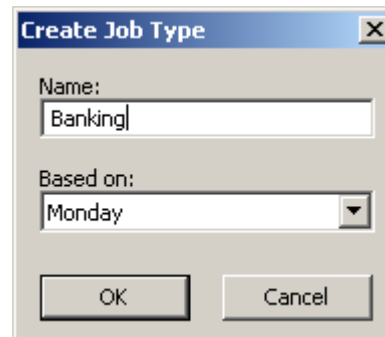 Create Job Type
Name:
Banking
Based on:
Monday
OK Cancel